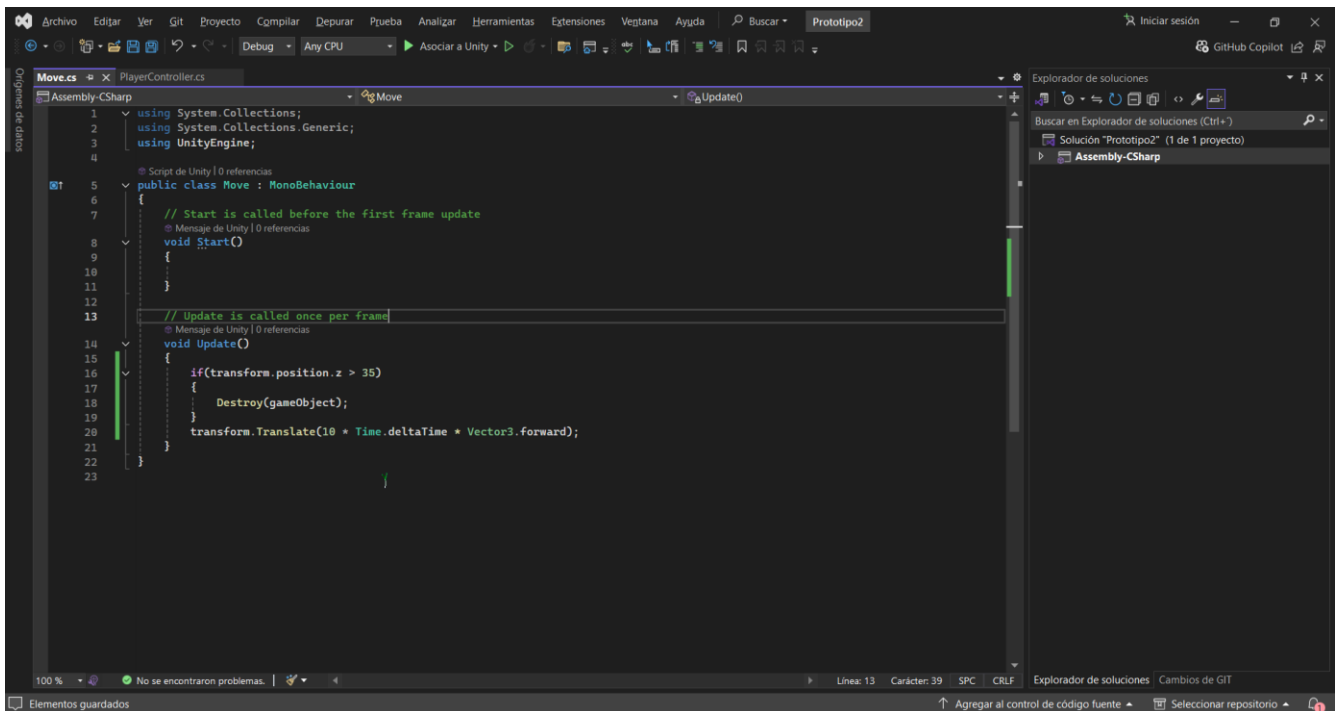 Archivo Editar Ver Git Proyecto Compilar Depurar Prueba Analizar Herramientas Extensiones Ventana Ayuda Buscar Prototipo2 Iniciar sesión
Debug Any CPU Asociar a Unity GitHub Copilot
Orígenes de datos
Move.cs PlayerController.cs
Assembly-CSharp Move Update()
1 using System.Collections;
2 using System.Collections.Generic;
3 using UnityEngine;
4
Script de Unity | 0 referencias
5 public class Move : MonoBehaviour
6 {
7 // Start is called before the first frame update
Mensaje de Unity | 0 referencias
8 void Start()
9 {
10
11 }
12
13 // Update is called once per frame
Mensaje de Unity | 0 referencias
14 void Update()
15 {
16 if(transform.position.z > 35)
17 {
18 Destroy(gameObject);
19 }
20 transform.Translate(10 * Time.deltaTime * Vector3.forward);
21 }
22 }
23
Explorador de soluciones
Buscar en Explorador de soluciones (Ctrl+´)
Solución "Prototipo2" (1 de 1 proyecto)
Assembly-CSharp
100 % No se encontraron problemas. Línea: 13 Carácter: 39 SPC CRLF
Explorador de soluciones Cambios de GIT
Elementos guardados Agregar al control de código fuente Seleccionar repositorio 1